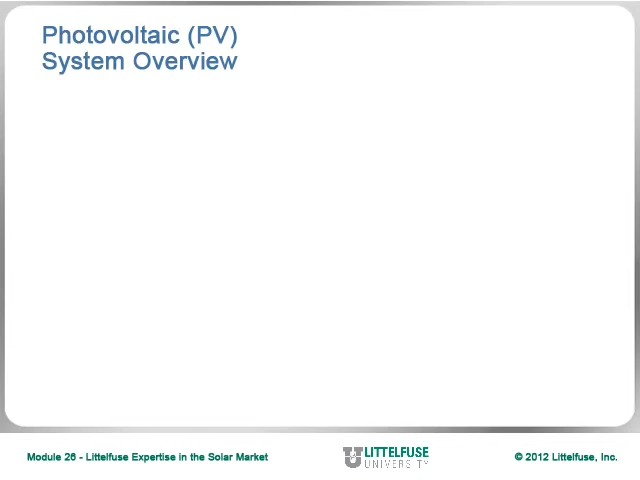 Photovoltaic (PV)
System Overview
Module 26 - Littelfuse Expertise in the Solar Market
LITTELFUSE
UNIVERSITY
© 2012 Littelfuse, Inc.